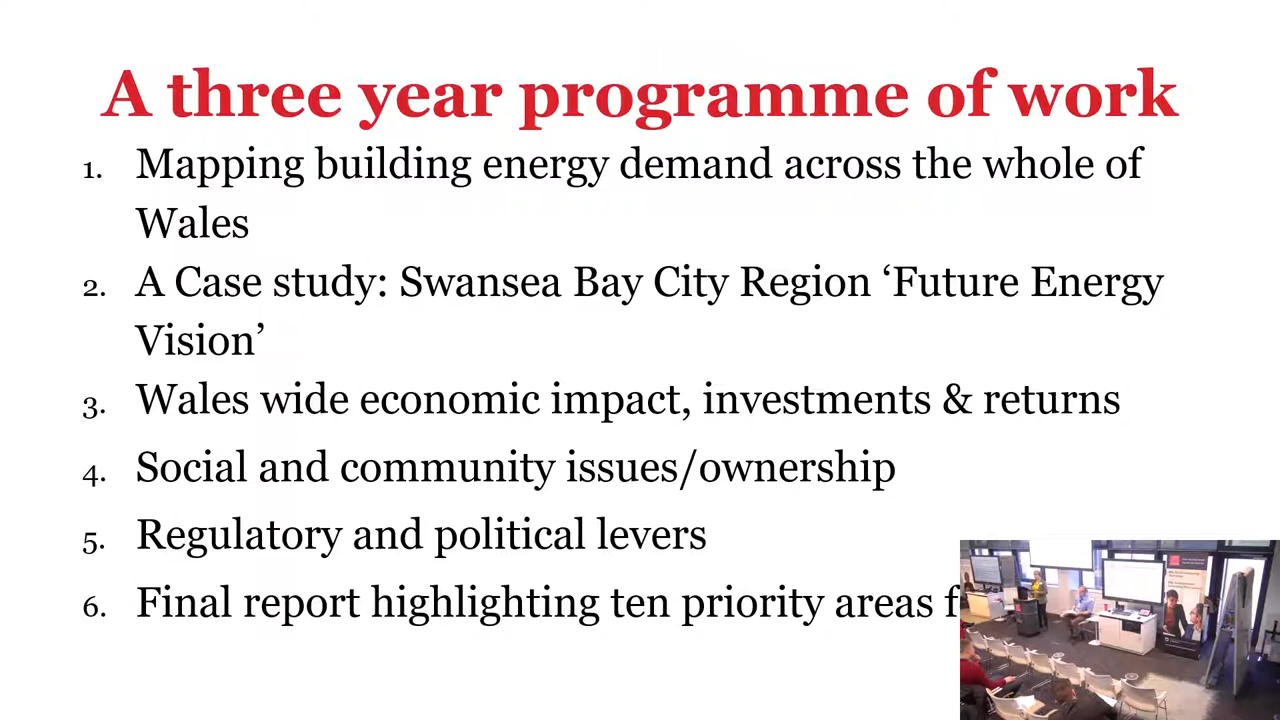 A three year programme of work
1. Mapping building energy demand across the whole of
Wales
2. A Case study: Swansea Bay City Region ‘Future Energy
Vision’
3. Wales wide economic impact, investments & returns
4. Social and community issues/ownership
5. Regulatory and political levers
6. Final report highlighting ten priority areas